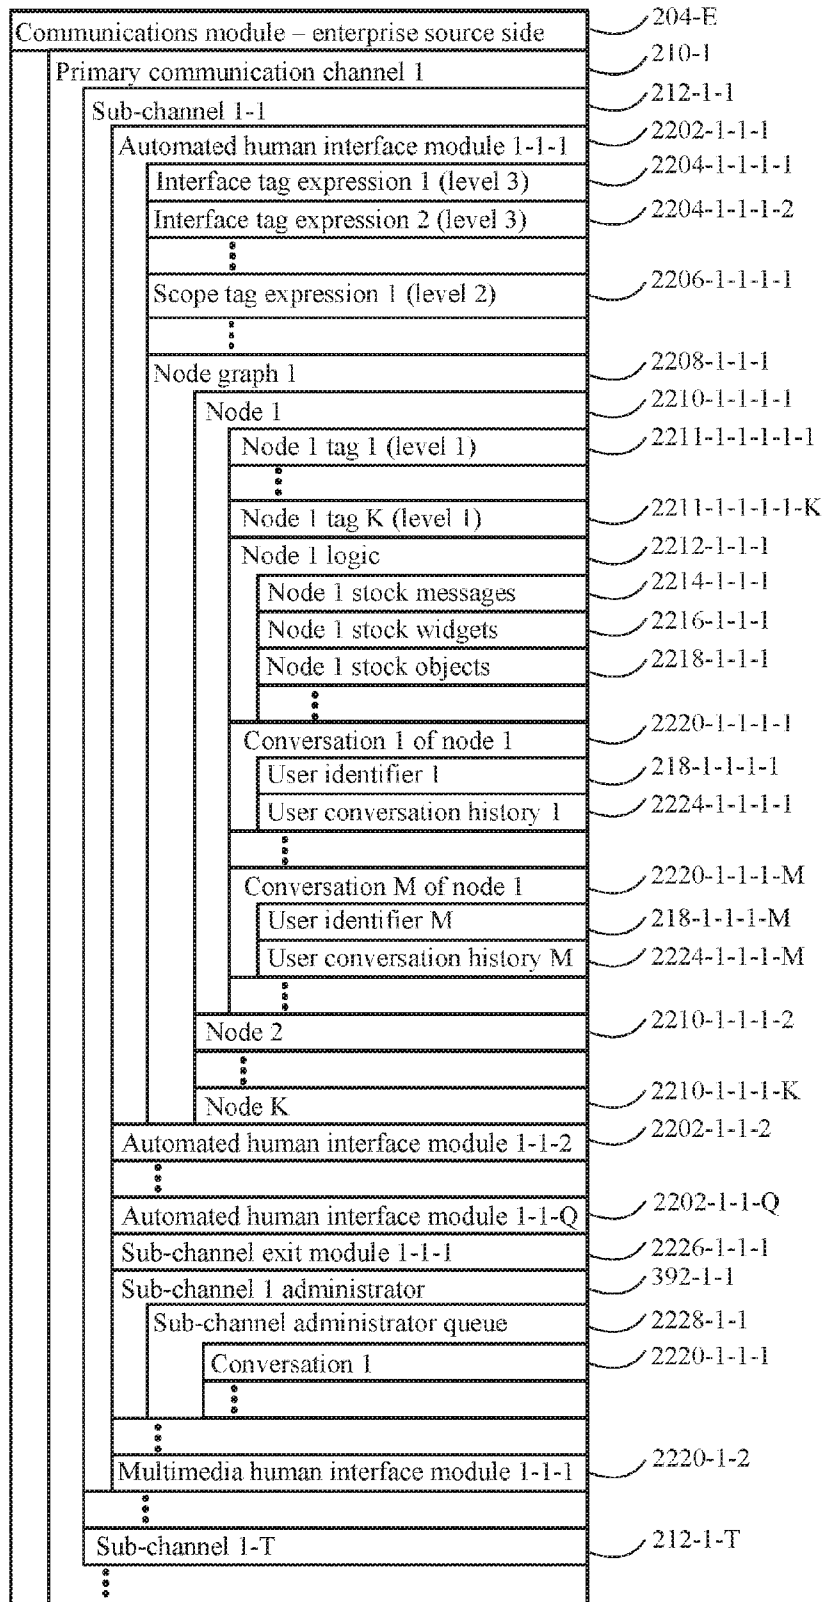 Communications module – enterprise source side 204-E
Primary communication channel 1 210-1
Sub-channel 1-1 212-1-1
Automated human interface module 1-1-1 2202-1-1-1
Interface tag expression 1 (level 3) 2204-1-1-1-1
Interface tag expression 2 (level 3) 2204-1-1-1-2
Scope tag expression 1 (level 2) 2206-1-1-1-1
Node graph 1 2208-1-1-1
Node 1 2210-1-1-1-1
Node 1 tag 1 (level 1) 2211-1-1-1-1-1
Node 1 tag K (level 1) 2211-1-1-1-1-K
Node 1 logic 2212-1-1-1
Node 1 stock messages 2214-1-1-1
Node 1 stock widgets 2216-1-1-1
Node 1 stock objects 2218-1-1-1
Conversation 1 of node 1 2220-1-1-1-1
User identifier 1 218-1-1-1-1
User conversation history 1 2224-1-1-1-1
Conversation M of node 1 2220-1-1-1-M
User identifier M 218-1-1-1-M
User conversation history M 2224-1-1-1-M
Node 2 2210-1-1-1-2
Node K 2210-1-1-1-K
Automated human interface module 1-1-2 2202-1-1-2
Automated human interface module 1-1-Q 2202-1-1-Q
Sub-channel exit module 1-1-1 2226-1-1-1
Sub-channel 1 administrator 392-1-1
Sub-channel administrator queue 2228-1-1
Conversation 1 2220-1-1-1
Multimedia human interface module 1-1-1 2220-1-2
Sub-channel 1-T 212-1-T